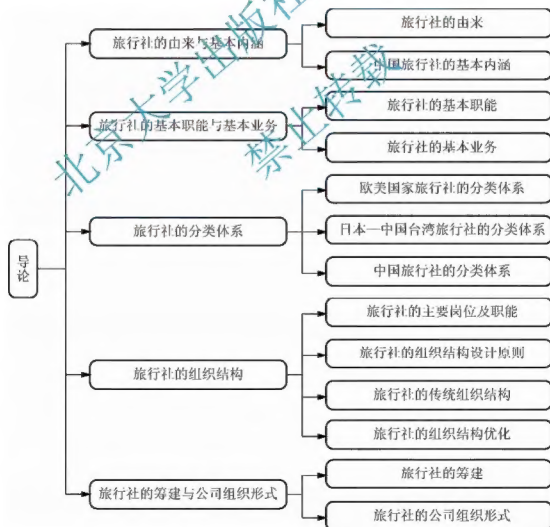 导论
旅行社的由来与基本内涵
旅行社的由来
中国旅行社的基本内涵
旅行社的基本职能与基本业务
旅行社的基本职能
旅行社的基本业务
旅行社的分类体系
欧美国家旅行社的分类体系
日本—中国台湾旅行社的分类体系
中国旅行社的分类体系
旅行社的组织结构
旅行社的主要岗位及职能
旅行社的组织结构设计原则
旅行社的传统组织结构
旅行社的组织结构优化
旅行社的筹建与公司组织形式
旅行社的筹建
旅行社的公司组织形式
北京大学出版社
禁止转载